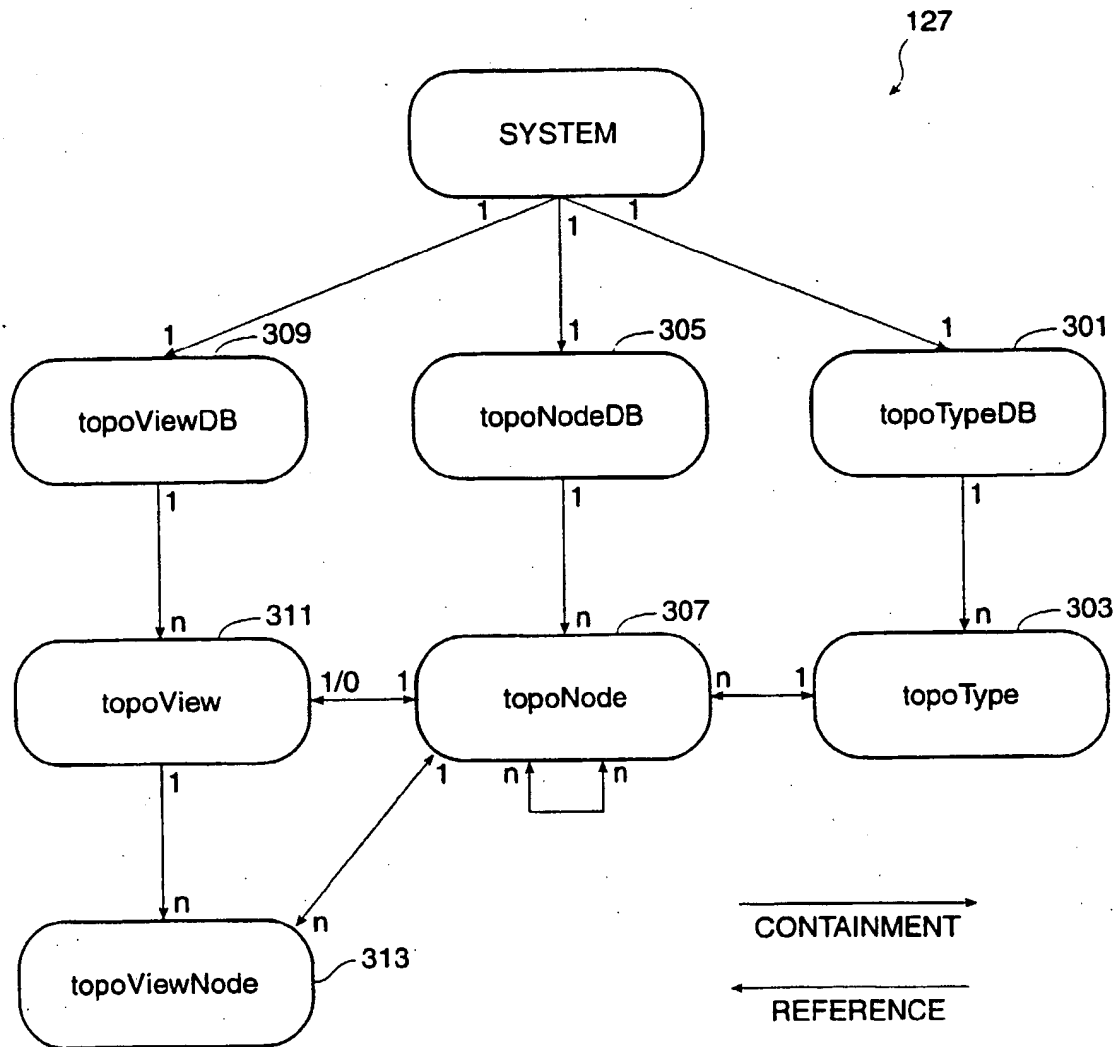 127
SYSTEM
1 1 1
1 309 1 305 1 301
topoViewDB topoNodeDB topoTypeDB
1 1 1
n 311 n 307 n 303
topoView 1/0 1 topoNode n 1 topoType
1 1 n n
n n
topoViewNode 313
CONTAINMENT
REFERENCE